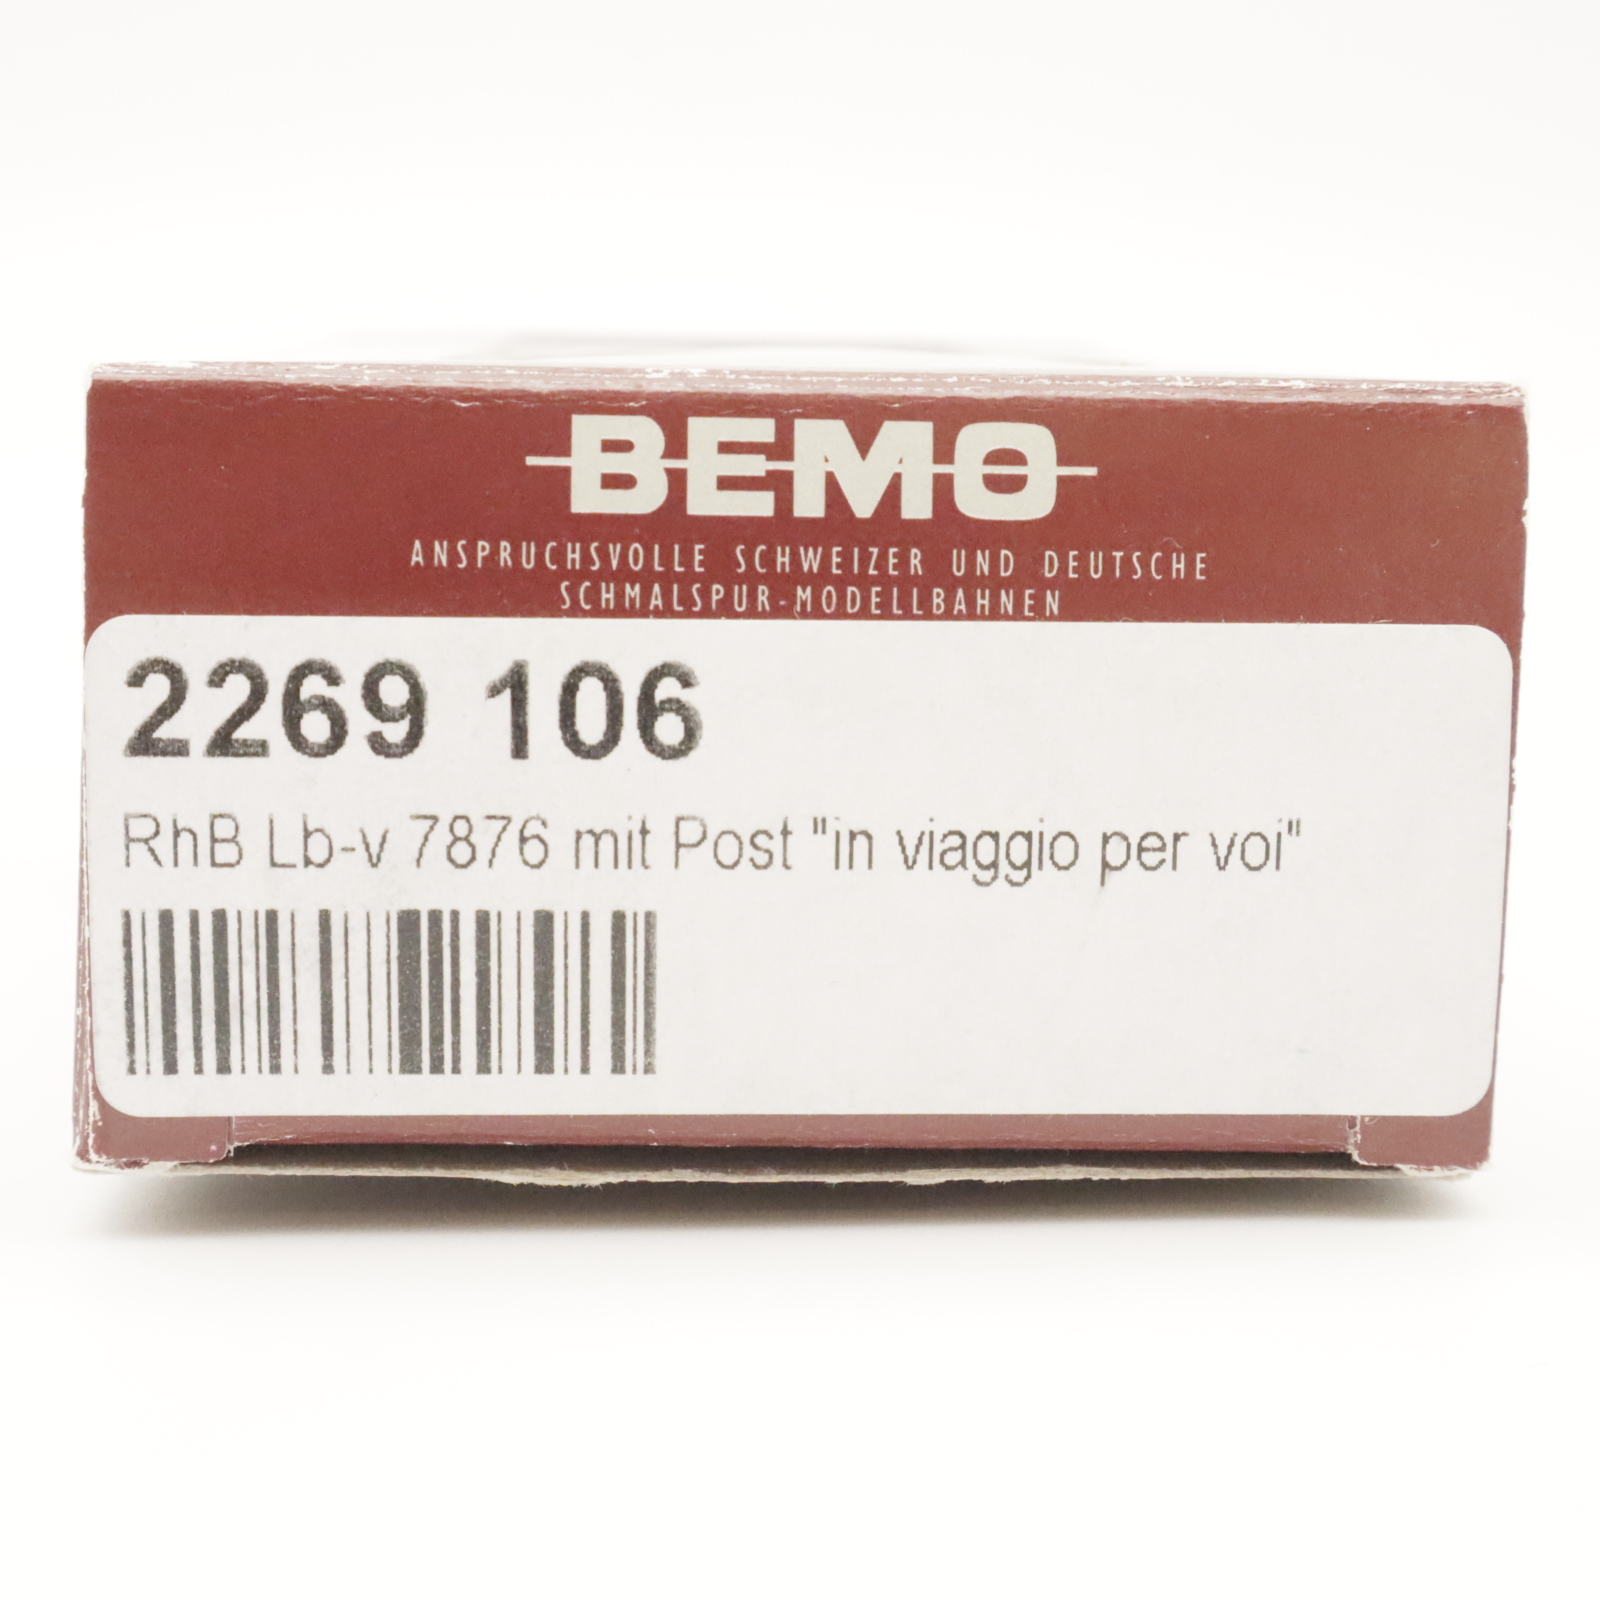 BEMO
ANSPRUCHSVOLLE SCHWEIZER UND DEUTSCHE
SCHMALSPUR-MODELLBAHNEN
2269 106
RhB Lb-v 7876 mit Post "in viaggio per voi"